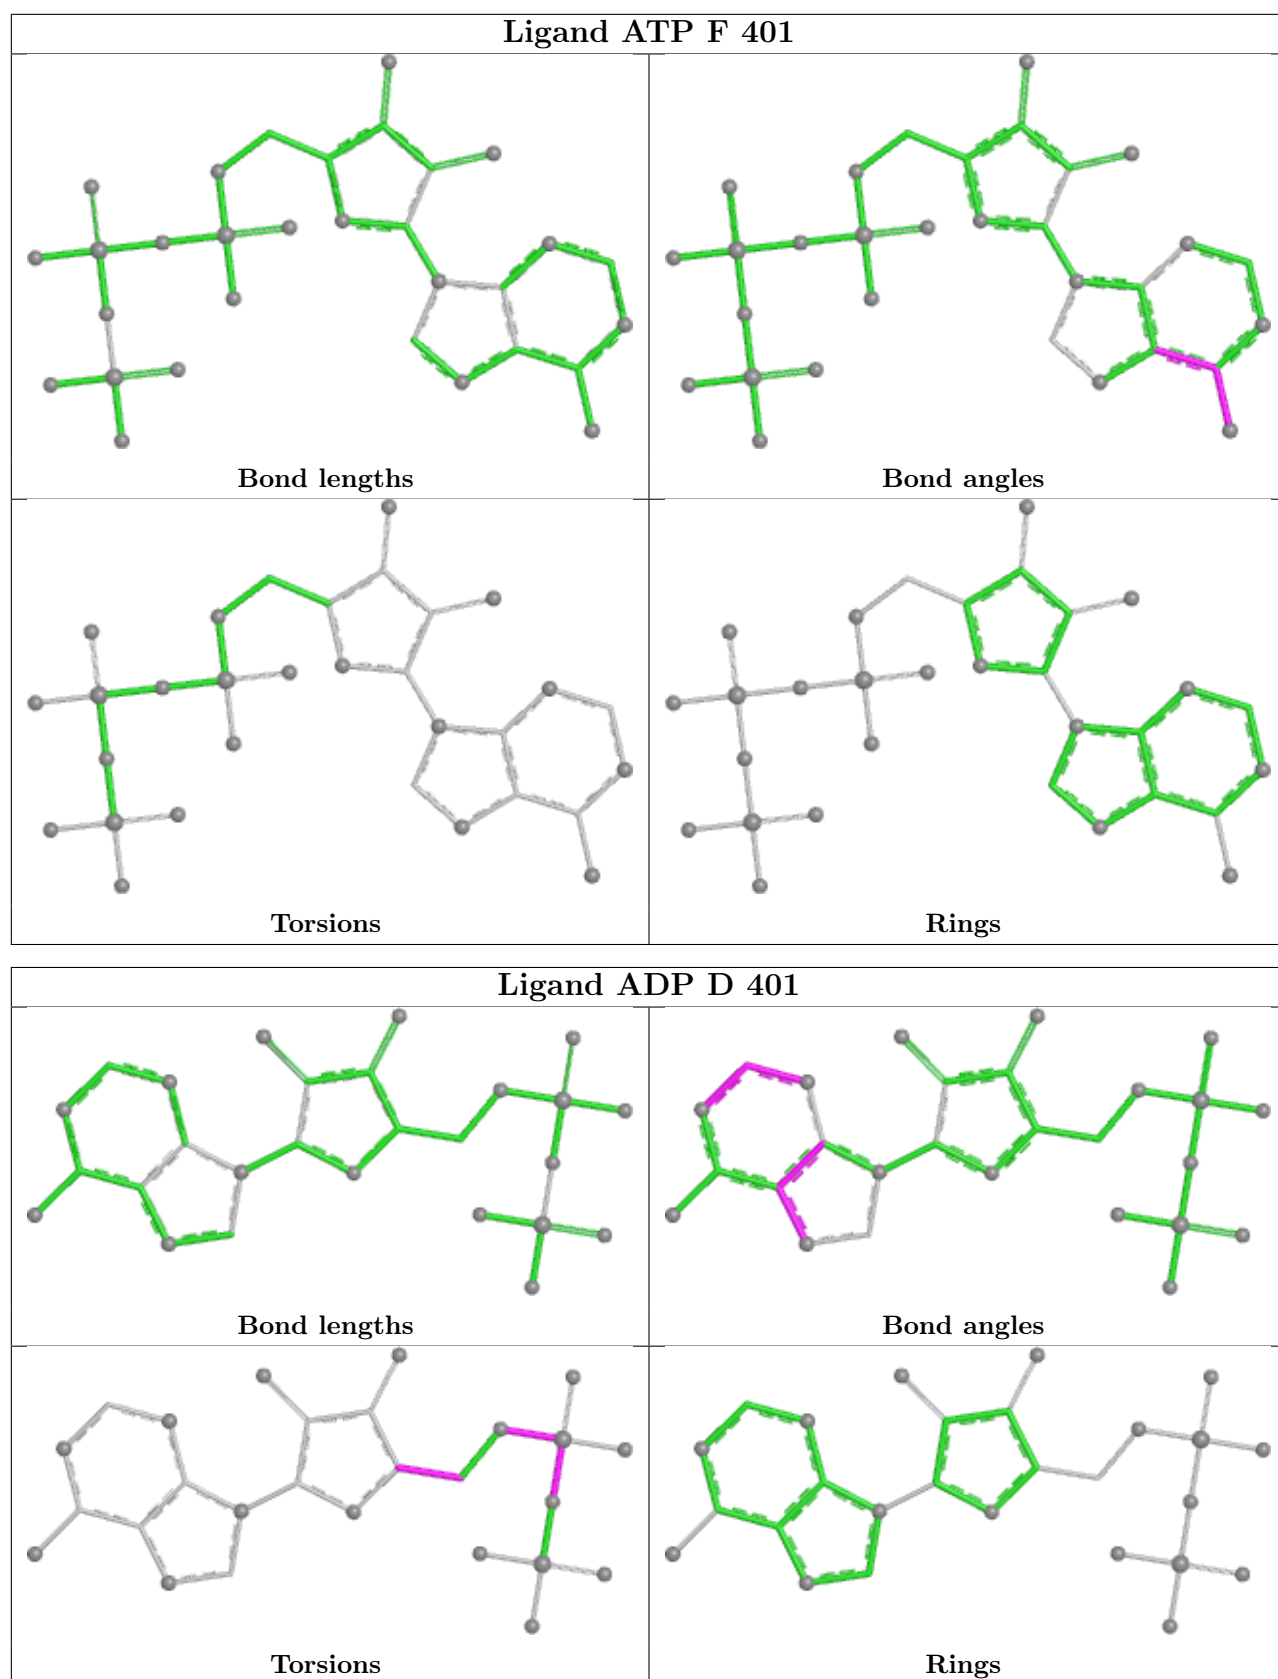 Ligand ATP F 401
Bond lengths
Bond angles
Torsions
Rings
Ligand ADP D 401
Bond lengths
Bond angles
Torsions
Rings